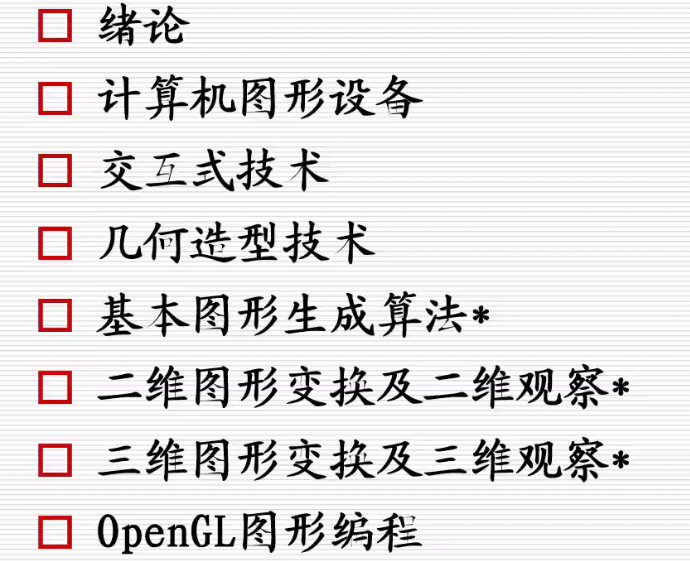 绪论
计算机图形设备
交互式技术
几何造型技术
基本图形生成算法*
二维图形变换及二维观察*
三维图形变换及三维观察*
OpenGL图形编程